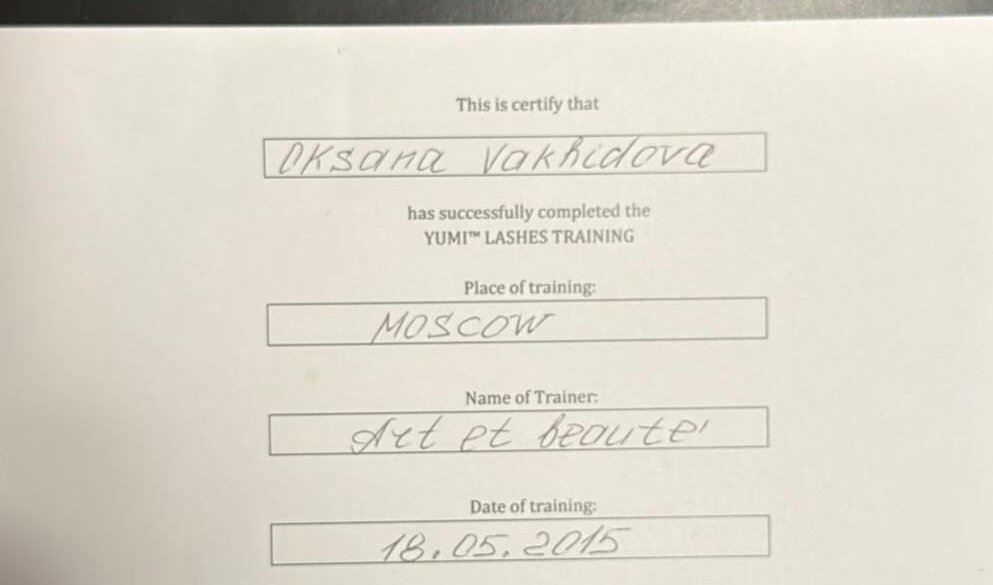 This is certify that
Oksana Vakhidova
has successfully completed the
YUMI™ LASHES TRAINING
Place of training:
MOSCOW
Name of Trainer:
Art et beaute'
Date of training:
18.05.2015